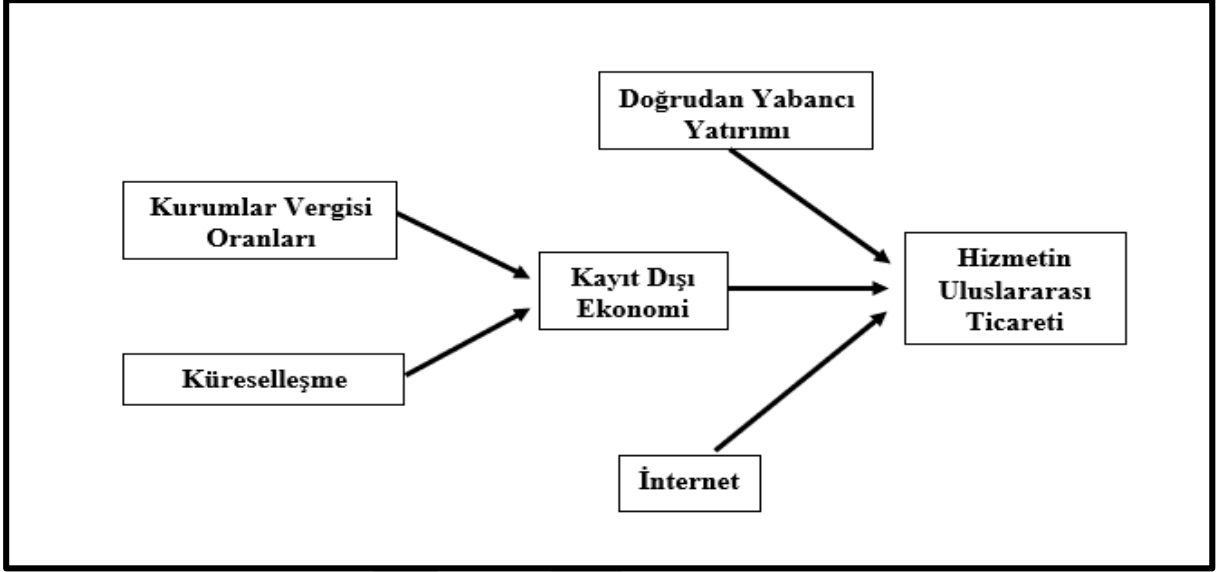 Doğrudan Yabancı
Yatırımı
Kurumlar Vergisi
Oranları
Kayıt Dışı
Ekonomi
Hizmetin
Uluslararası
Ticareti
Küreselleşme
İnternet